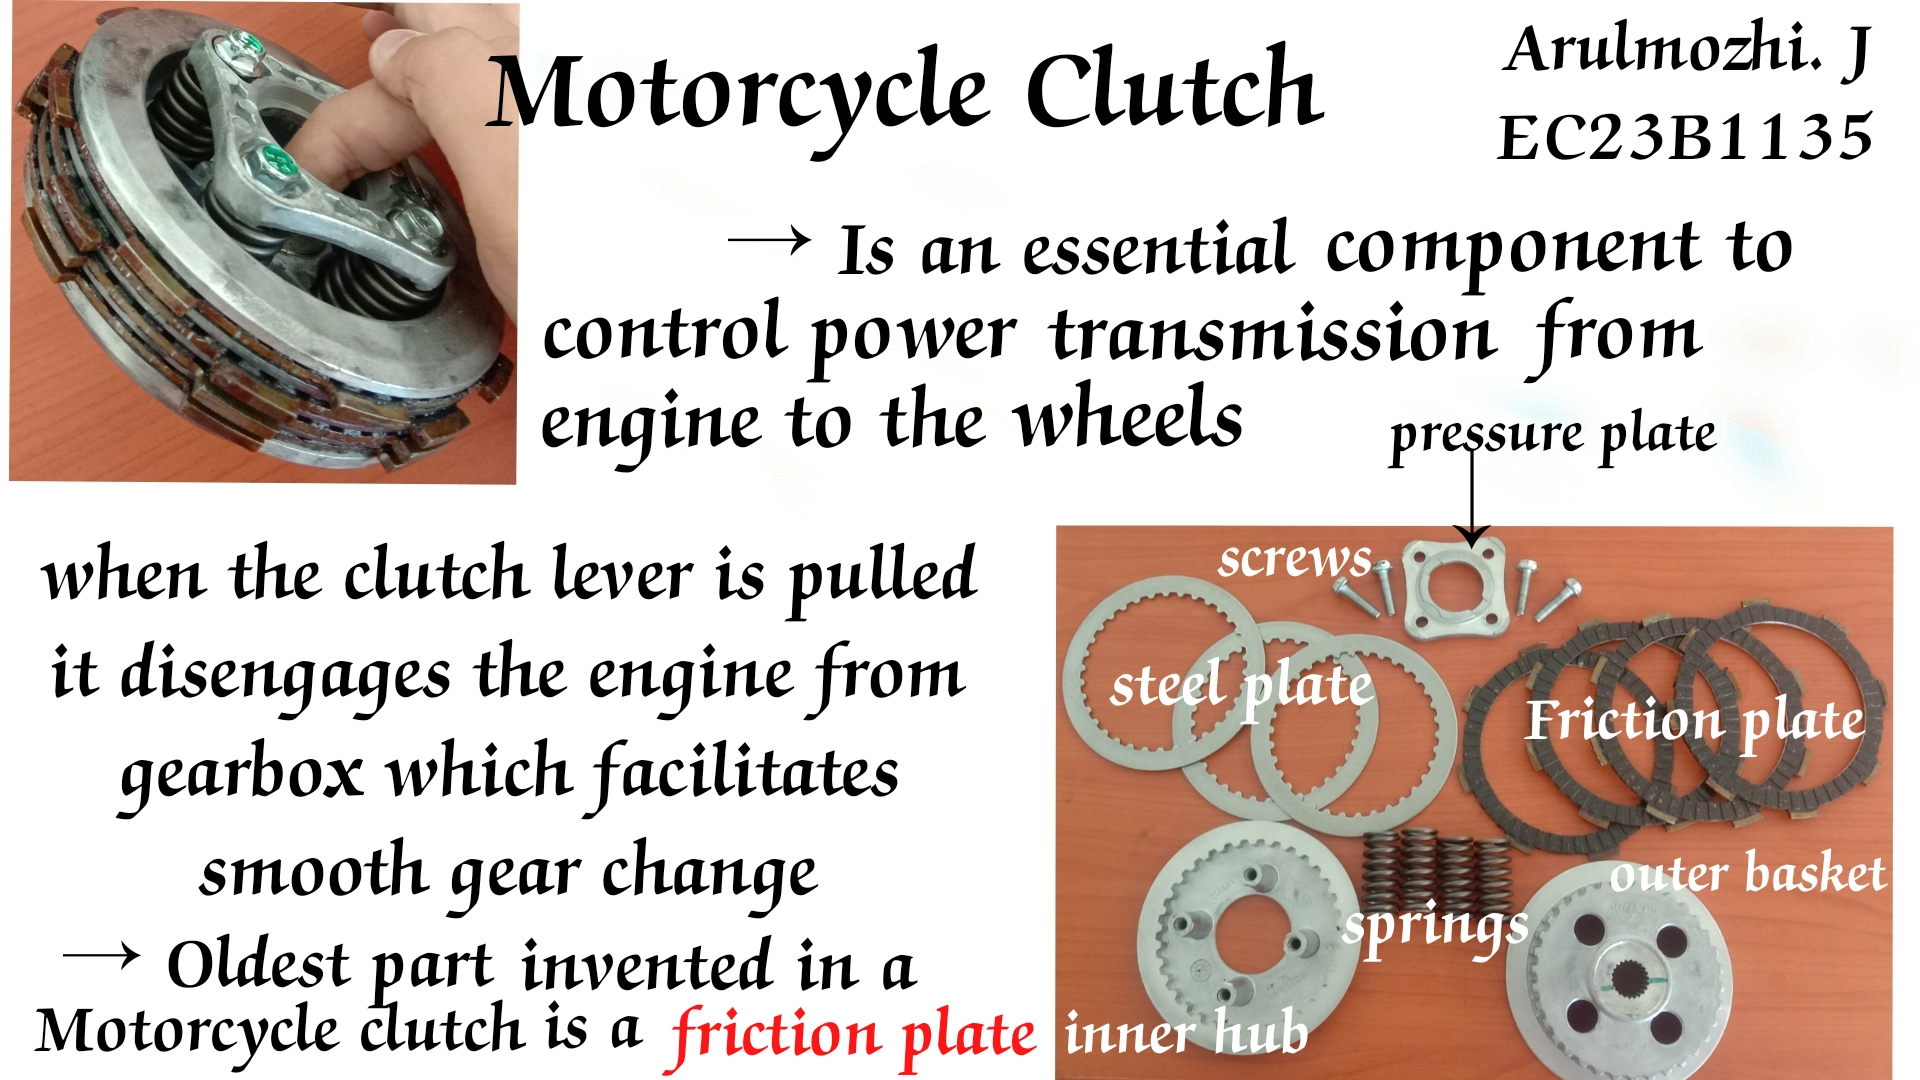 Motorcycle Clutch
Arulmozhi. J
EC23B1135
→ Is an essential component to
control power transmission from
engine to the wheels
pressure plate
when the clutch lever is pulled
it disengages the engine from
gearbox which facilitates
smooth gear change
→ Oldest part invented in a
Motorcycle clutch is a friction plate
screws
steel plate
Friction plate
outer basket
springs
inner hub